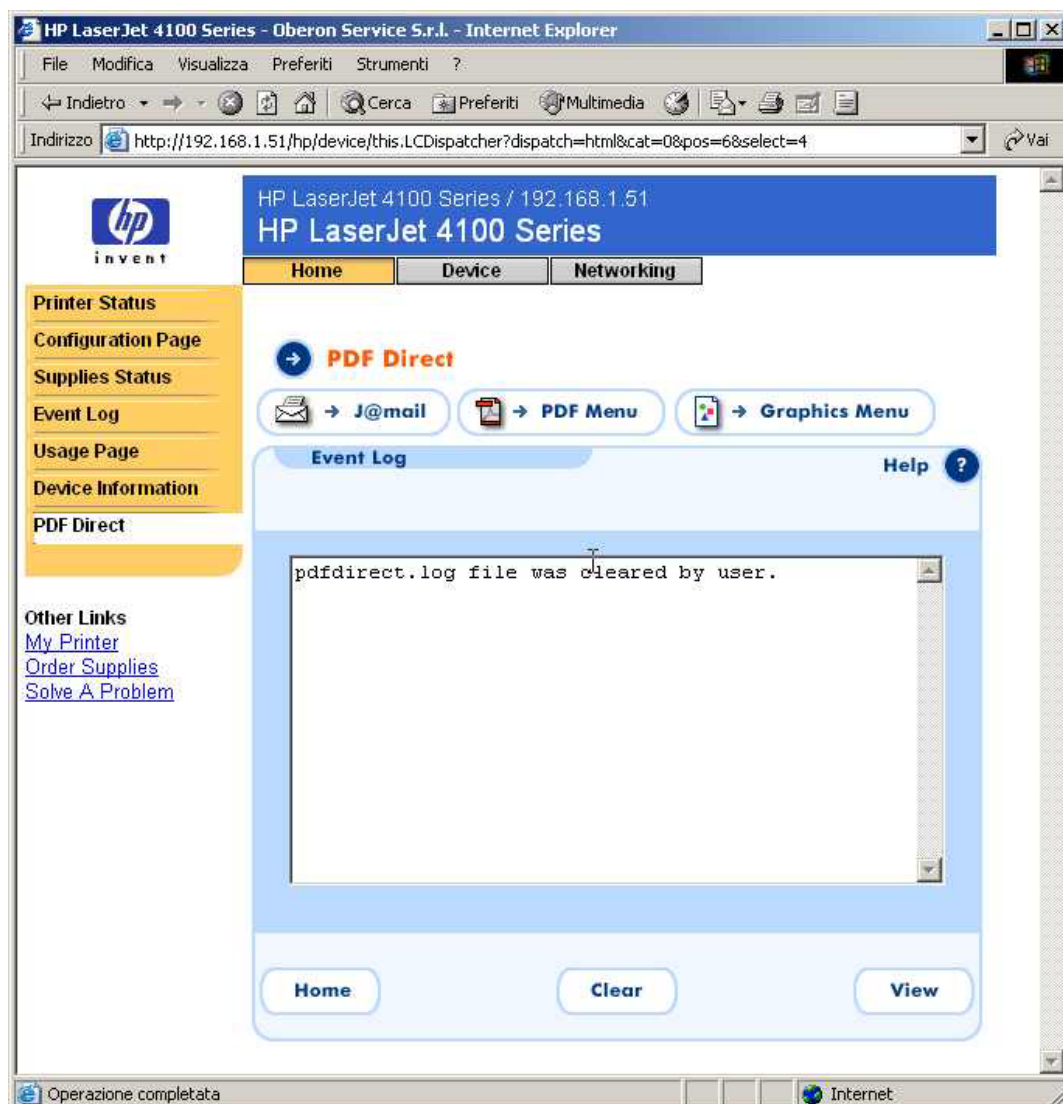 HP LaserJet 4100 Series - Oberon Service S.r.l. - Internet Explorer
File Modifica Visualizza Preferiti Strumenti ?
Indietro Cerca Preferiti Multimedia
Indirizzo http://192.168.1.51/hp/device/this.LCDispatcher?dispatch=html&cat=0&pos=6&select=4 Vai
hp
invent
HP LaserJet 4100 Series / 192.168.1.51
HP LaserJet 4100 Series
Home Device Networking
Printer Status
Configuration Page
Supplies Status
Event Log
Usage Page
Device Information
PDF Direct
Other Links
My Printer
Order Supplies
Solve A Problem
PDF Direct
J@mail PDF Menu Graphics Menu
Event Log
Help ?
pdfdirect.log file was cleared by user.
Home Clear View
Operazione completata Internet